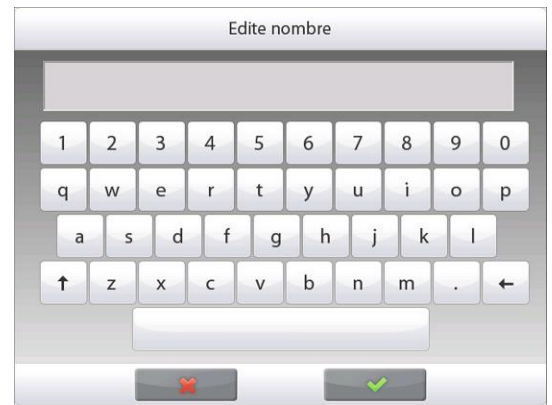 Edite nombre
1 2 3 4 5 6 7 8 9 0
q w e r t y u i o p
a s d f g h j k l
↑ z x c v b n m . ←